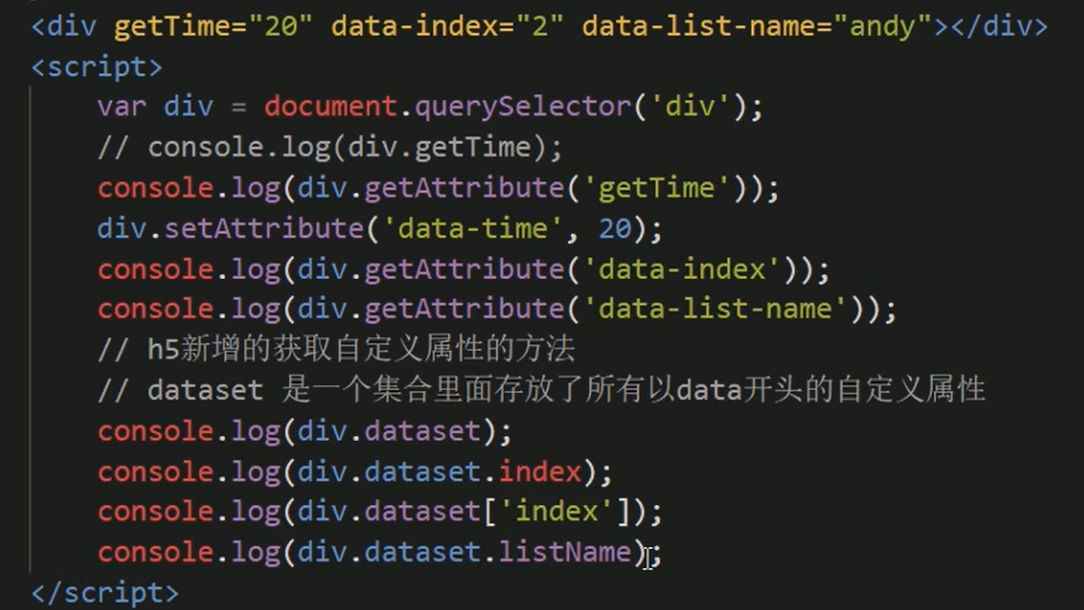 <div getTime="20" data-index="2" data-list-name="andy"></div>
<script>
var div = document.querySelector('div');
// console.log(div.getTime);
console.log(div.getAttribute('getTime'));
div.setAttribute('data-time', 20);
console.log(div.getAttribute('data-index'));
console.log(div.getAttribute('data-list-name'));
// h5新增的获取自定义属性的方法
// dataset 是一个集合里面存放了所有以data开头的自定义属性
console.log(div.dataset);
console.log(div.dataset.index);
console.log(div.dataset['index']);
console.log(div.dataset.listName);
</script>